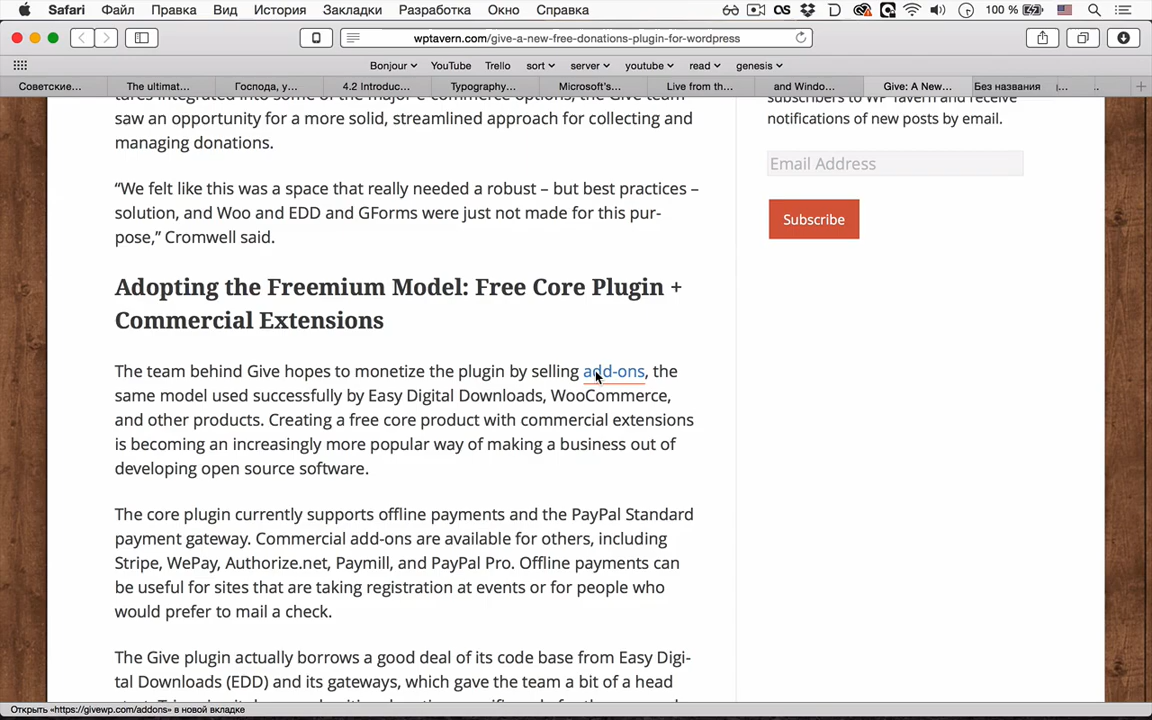 Safari Файл Правка Вид История Закладки Разработка Окно Справка 100 %
wptavern.com/give-a-new-free-donations-plugin-for-wordpress
Bonjour YouTube Trello sort server youtube read genesis
Советские... The ultimat... Господа, у... 4.2 Introduc... Typography... Microsoft's... Live from th... and Windo... Give: A New... Без названия (... ..
tures integrated into some of the major e-commerce options, the Give team
saw an opportunity for a more solid, streamlined approach for collecting and
managing donations.
“We felt like this was a space that really needed a robust – but best practices –
solution, and Woo and EDD and GForms were just not made for this pur-
pose,” Cromwell said.
Adopting the Freemium Model: Free Core Plugin +
Commercial Extensions
The team behind Give hopes to monetize the plugin by selling add-ons, the
same model used successfully by Easy Digital Downloads, WooCommerce,
and other products. Creating a free core product with commercial extensions
is becoming an increasingly more popular way of making a business out of
developing open source software.
The core plugin currently supports offline payments and the PayPal Standard
payment gateway. Commercial add-ons are available for others, including
Stripe, WePay, Authorize.net, Paymill, and PayPal Pro. Offline payments can
be useful for sites that are taking registration at events or for people who
would prefer to mail a check.
The Give plugin actually borrows a good deal of its code base from Easy Digi-
tal Downloads (EDD) and its gateways, which gave the team a bit of a head
subscribers to WP Tavern and receive
notifications of new posts by email.
Email Address
Subscribe
Открыть «https://givewp.com/addons» в новой вкладке